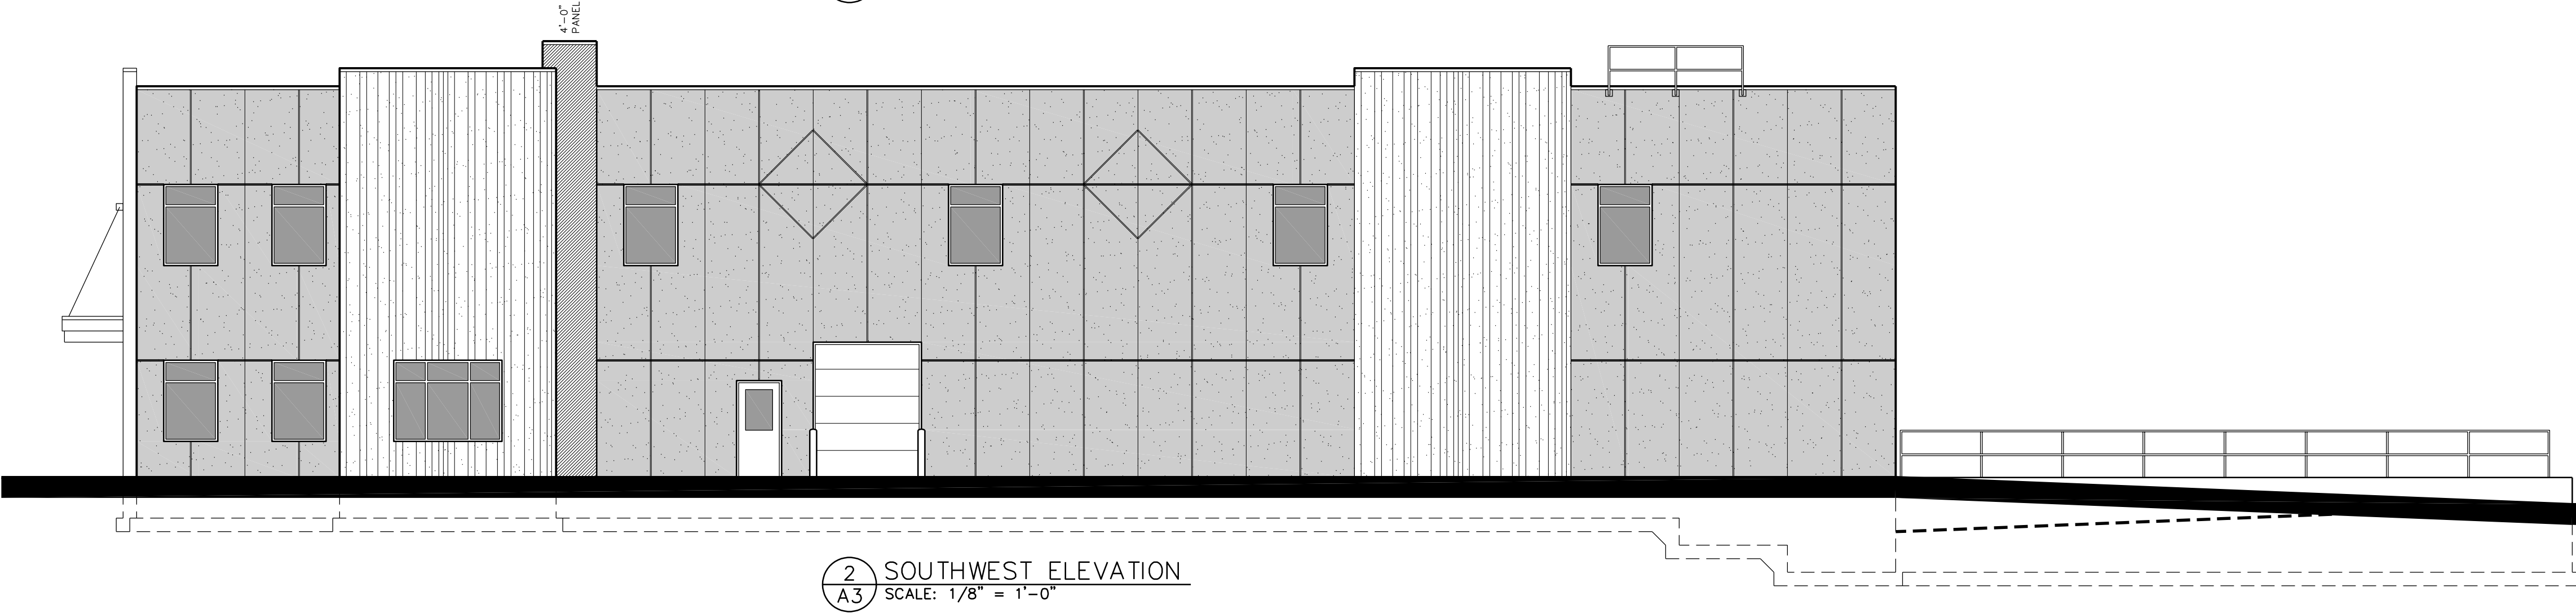 4'-0"
PANEL
2
SOUTHWEST ELEVATION
A3
SCALE: 1/8" = 1'-0"